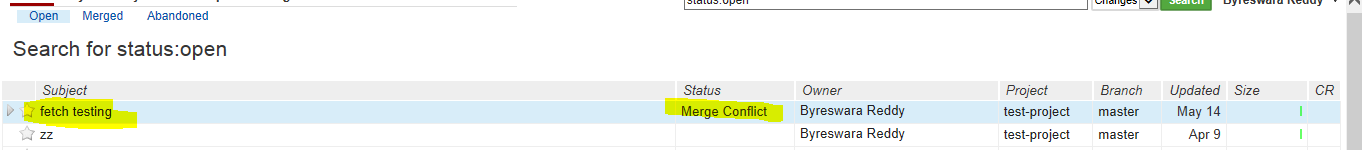 status:open Changes Search Byreswara Reddy
Open Merged Abandoned
Search for status:open
Subject Status Owner Project Branch Updated Size CR
fetch testing Merge Conflict Byreswara Reddy test-project master May 14
zz Byreswara Reddy test-project master Apr 9